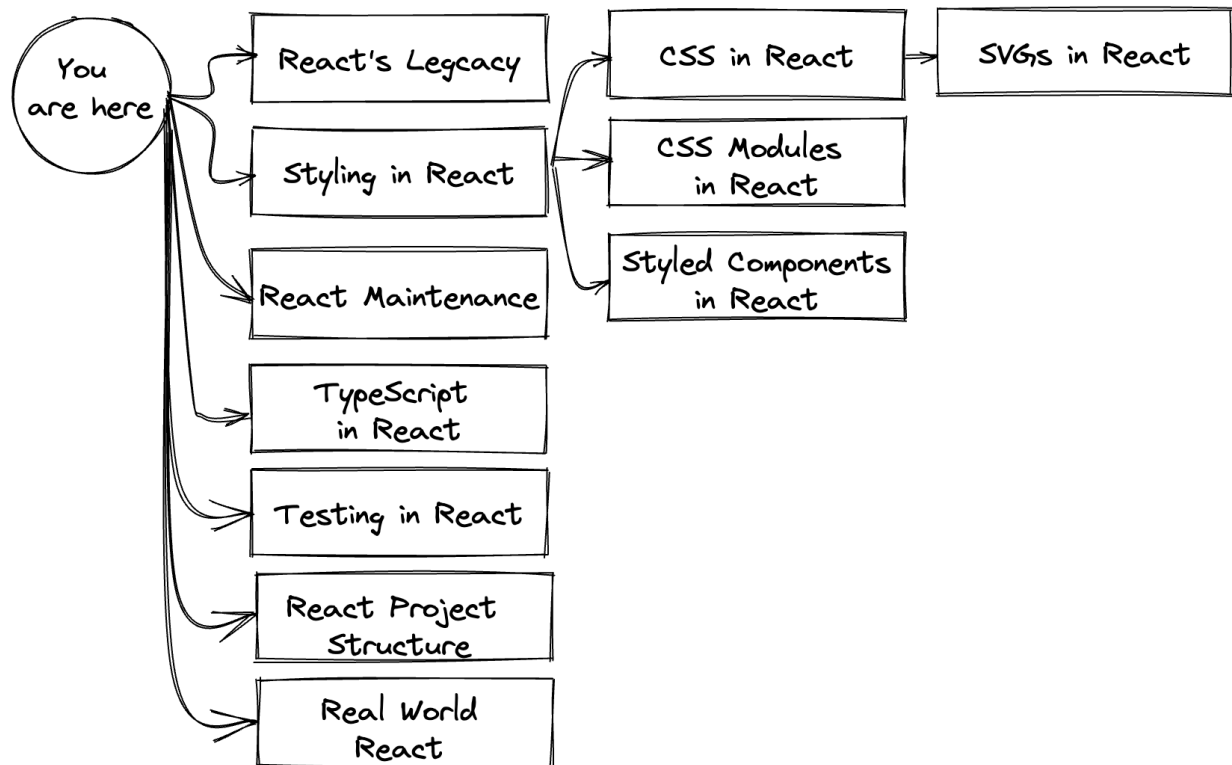 You
are here
React's Legcacy
CSS in React
SVGs in React
Styling in React
CSS Modules
in React
Styled Components
in React
React Maintenance
TypeScript
in React
Testing in React
React Project
Structure
Real World
React